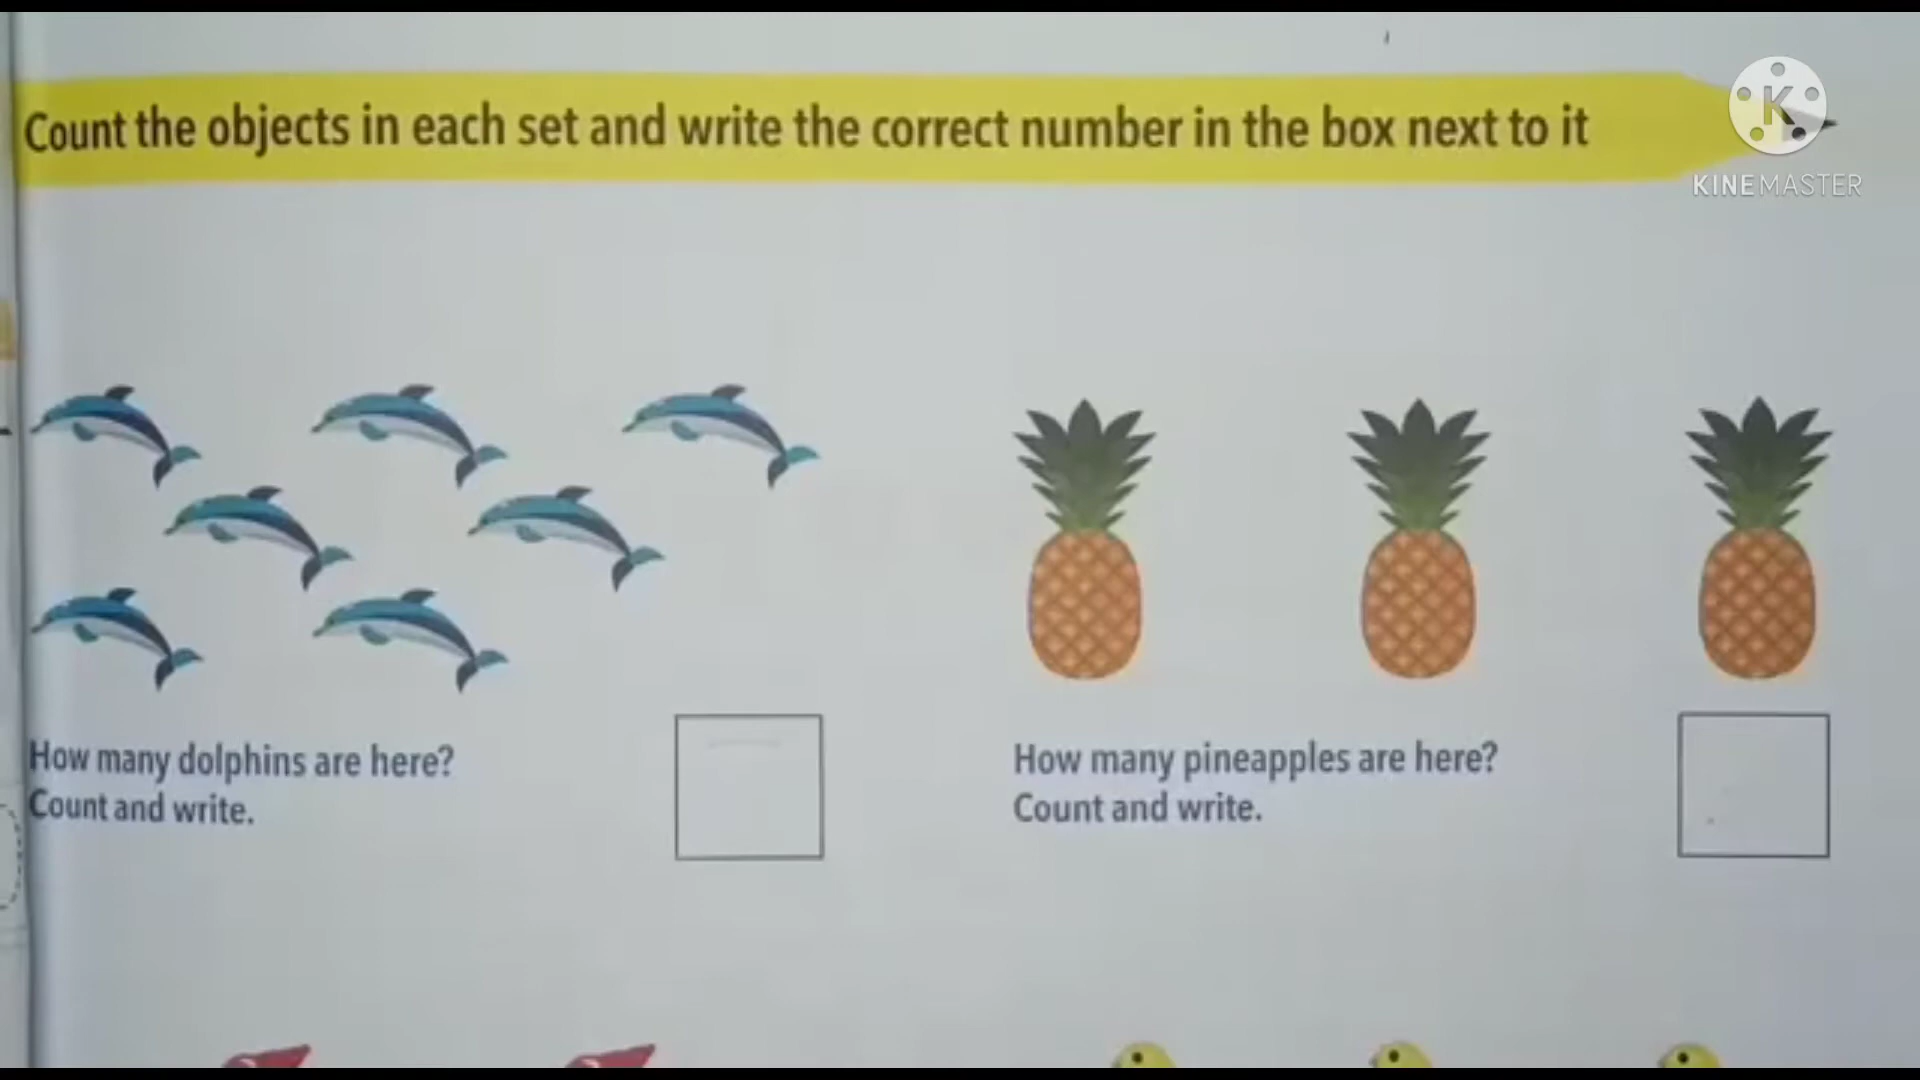 Count the objects in each set and write the correct number in the box next to it
K
KINEMASTER
How many dolphins are here?
Count and write.
How many pineapples are here?
Count and write.